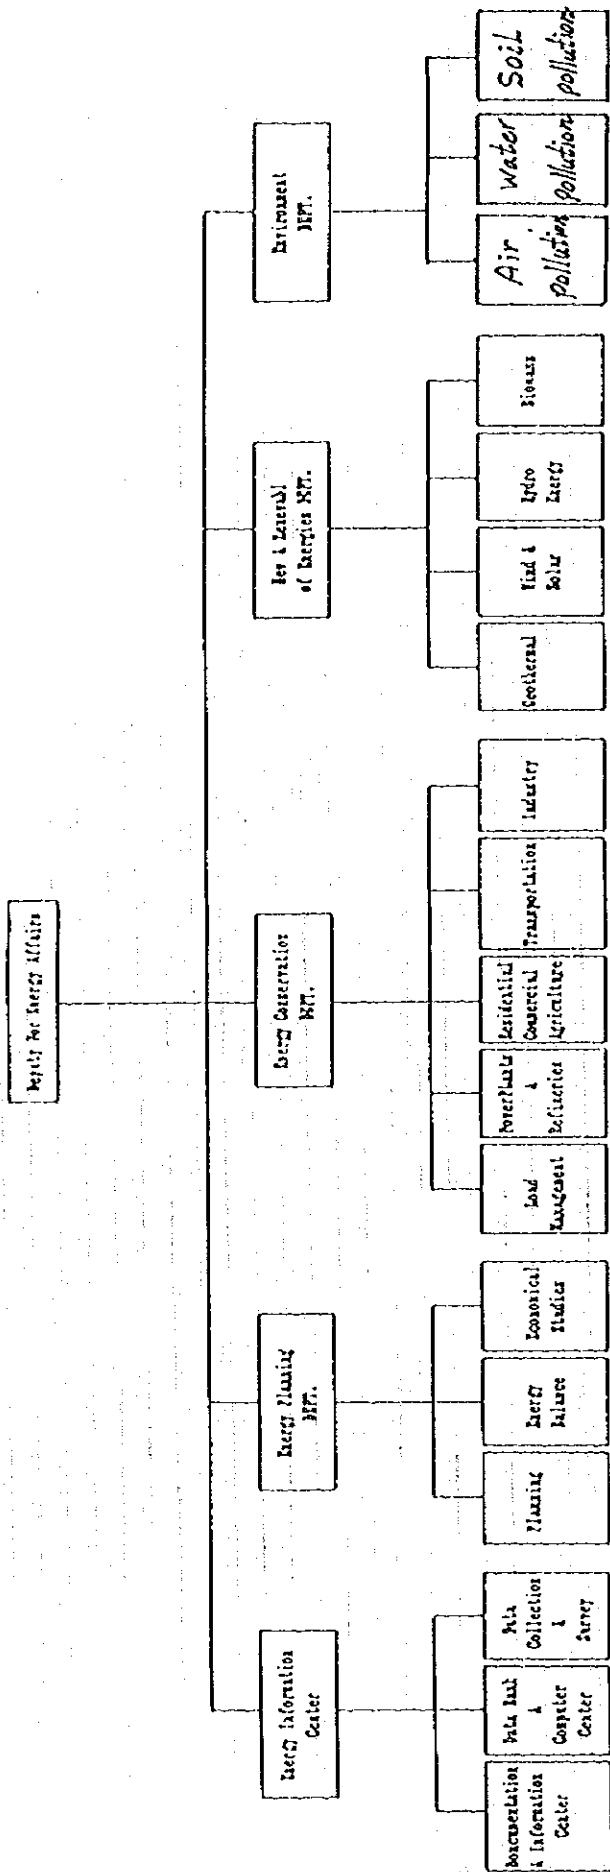 Deputy For Energy Affairs
Energy Information
Center
Energy Planning
DEPT.
Energy Conservation
DEPT.
New & Renewabl
of Energies DEPT.
Environment
DEPT.
Documentation
& Information
Center
Data Bank
&
Computer
Center
Data
Collection
&
Survey
Planning
Energy
Balance
Economical
Studies
Load
Management
PowerPlants
&
Refineries
Residential
Commercial
Agriculture
Transportation
Industry
Geothermal
Wind &
Solar
Hydro
Energy
Biomass
Air
pollution
Water
pollution
Soil
pollution